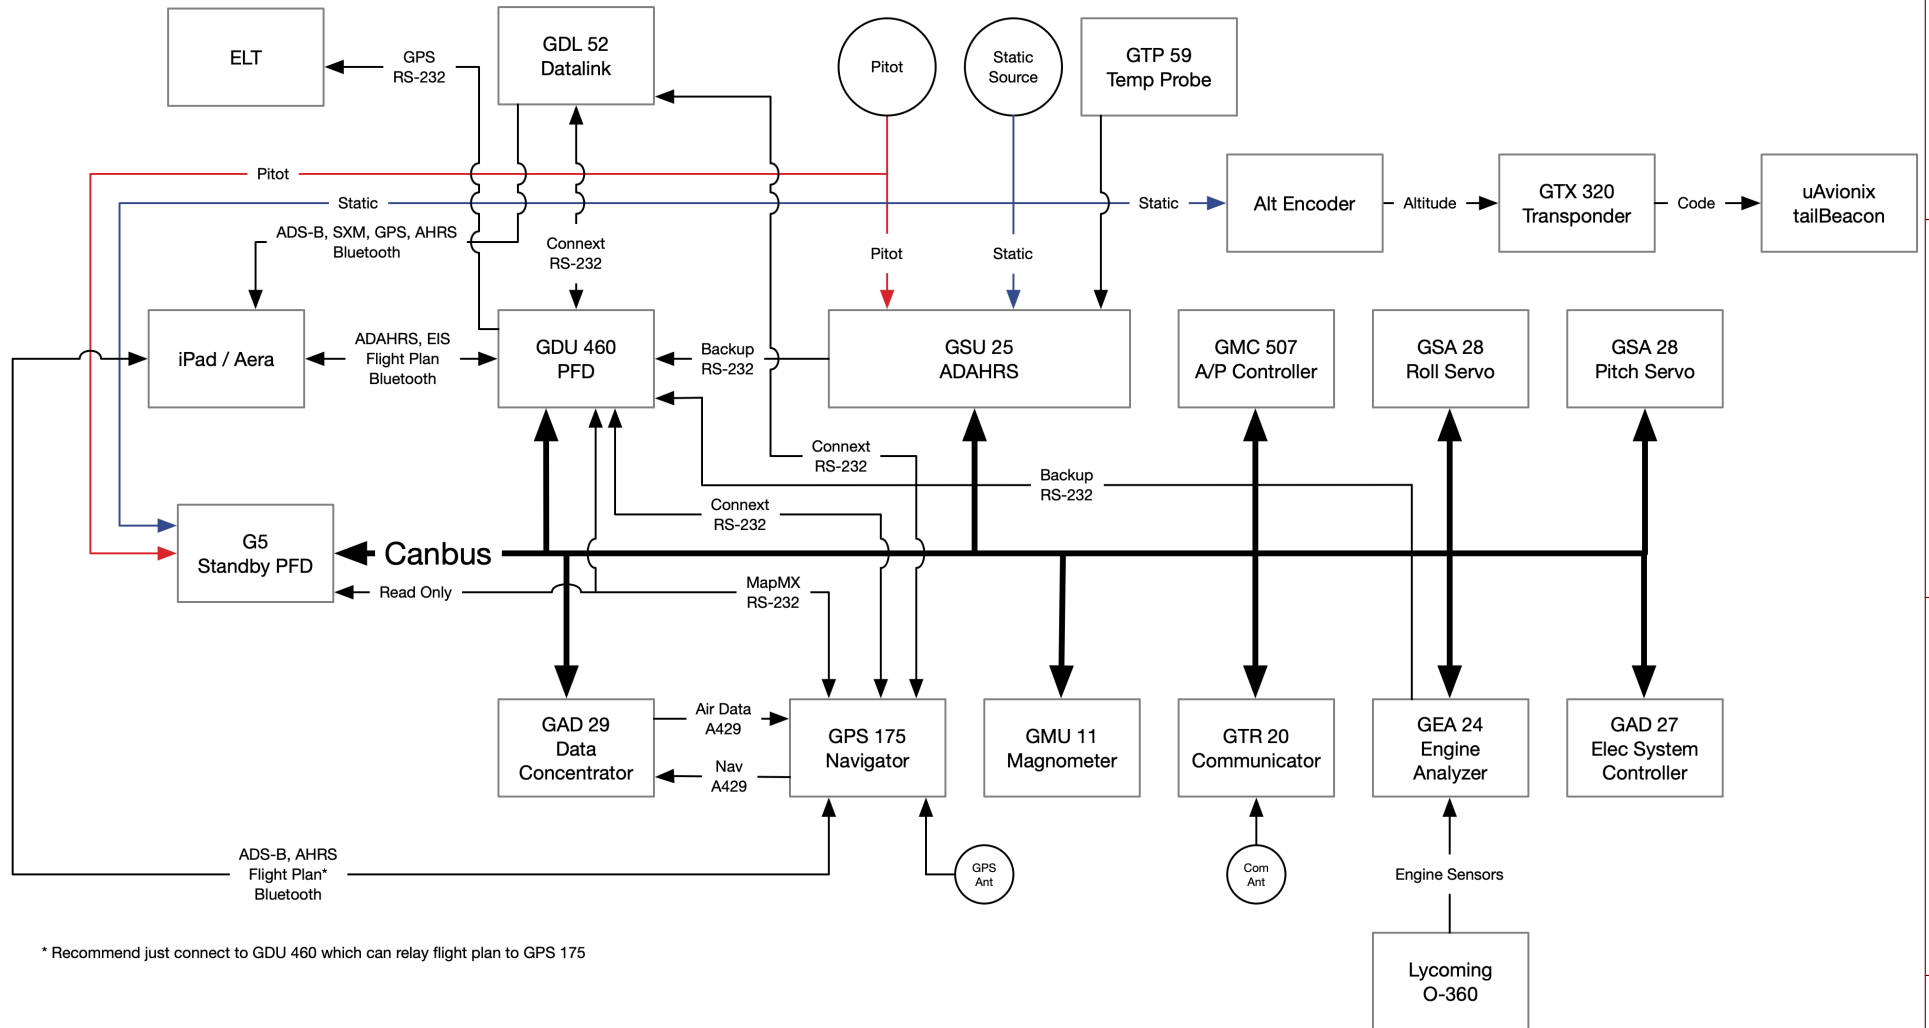 ELT
GPS
RS-232
GDL 52
Datalink
Pitot
Static
Source
GTP 59
Temp Probe
Pitot
Static
Static
Alt Encoder
Altitude
GTX 320
Transponder
Code
uAvionix
tailBeacon
ADS-B, SXM, GPS, AHRS
Bluetooth
Connext
RS-232
Pitot
Static
iPad / Aera
ADAHRS, EIS
Flight Plan
Bluetooth
GDU 460
PFD
Backup
RS-232
GSU 25
ADAHRS
GMC 507
A/P Controller
GSA 28
Roll Servo
GSA 28
Pitch Servo
Connext
RS-232
Backup
RS-232
Connext
RS-232
G5
Standby PFD
Canbus
Read Only
MapMX
RS-232
GAD 29
Data
Concentrator
Air Data
A429
Nav
A429
GPS 175
Navigator
GMU 11
Magnometer
GTR 20
Communicator
GEA 24
Engine
Analyzer
GAD 27
Elec System
Controller
ADS-B, AHRS
Flight Plan*
Bluetooth
GPS
Ant
Com
Ant
Engine Sensors
* Recommend just connect to GDU 460 which can relay flight plan to GPS 175
Lycoming
O-360